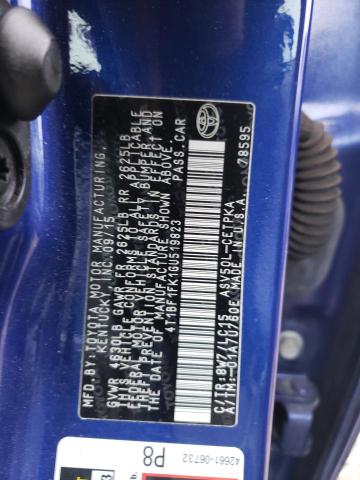 MFD. BY: TOYOTA MOTOR MANUFACTURING,
KENTUCKY, INC. 09/15
GVWR 4630LB GAWR FR 2625LB RR 2625LB
THIS VEHICLE CONFORMS TO ALL APPLICABLE
FEDERAL MOTOR VEHICLE SAFETY, BUMPER, AND
THEFT PREVENTION STANDARDS IN EFFECT ON
THE DATE OF MANUFACTURE SHOWN ABOVE.
4T1BF1FK1GU519823 PASS.CAR
C/TR:8W7/LG15 ASV50L-CETPKA
A/TM:-01A/U760E MADE IN U.S.A.
78595
42661-06732
P8